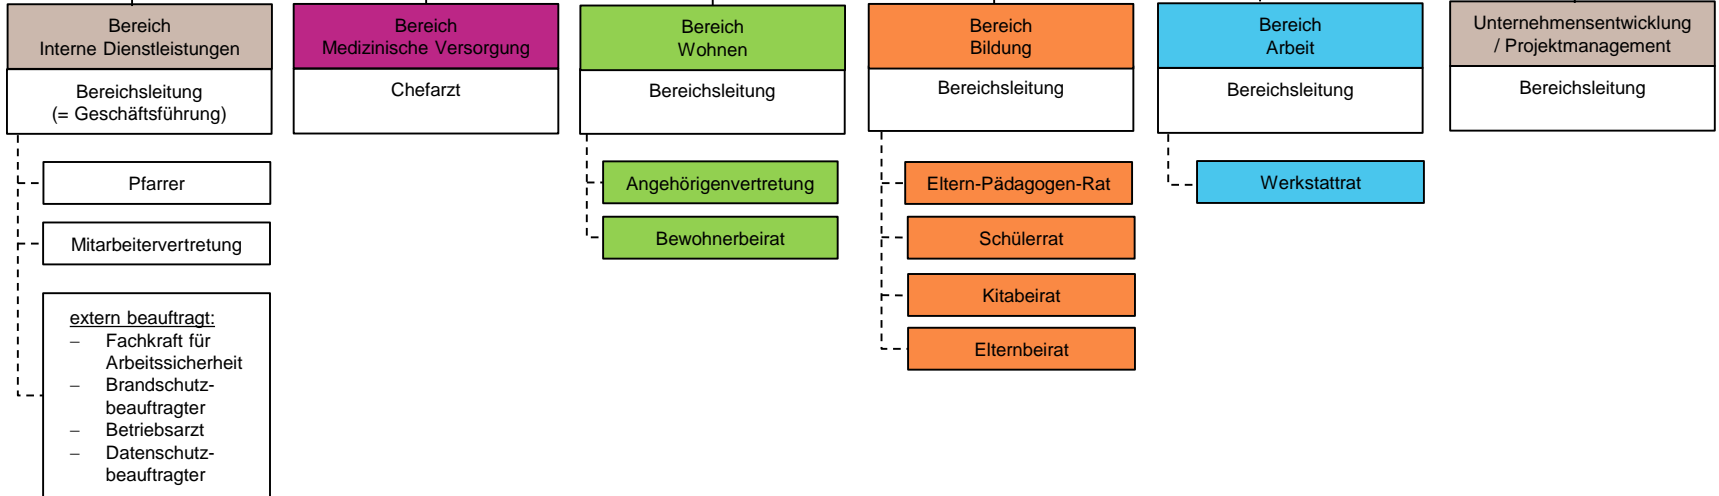 Bereich
Interne Dienstleistungen
Bereichsleitung
(= Geschäftsführung)
Pfarrer
Mitarbeitervertretung
extern beauftragt:
– Fachkraft für
Arbeitssicherheit
– Brandschutz-
beauftragter
– Betriebsarzt
– Datenschutz-
beauftragter
Bereich
Medizinische Versorgung
Chefarzt
Bereich
Wohnen
Bereichsleitung
Angehörigenvertretung
Bewohnerbeirat
Bereich
Bildung
Bereichsleitung
Eltern-Pädagogen-Rat
Schülerrat
Kitabeirat
Elternbeirat
Bereich
Arbeit
Bereichsleitung
Werkstattrat
Unternehmensentwicklung
/ Projektmanagement
Bereichsleitung